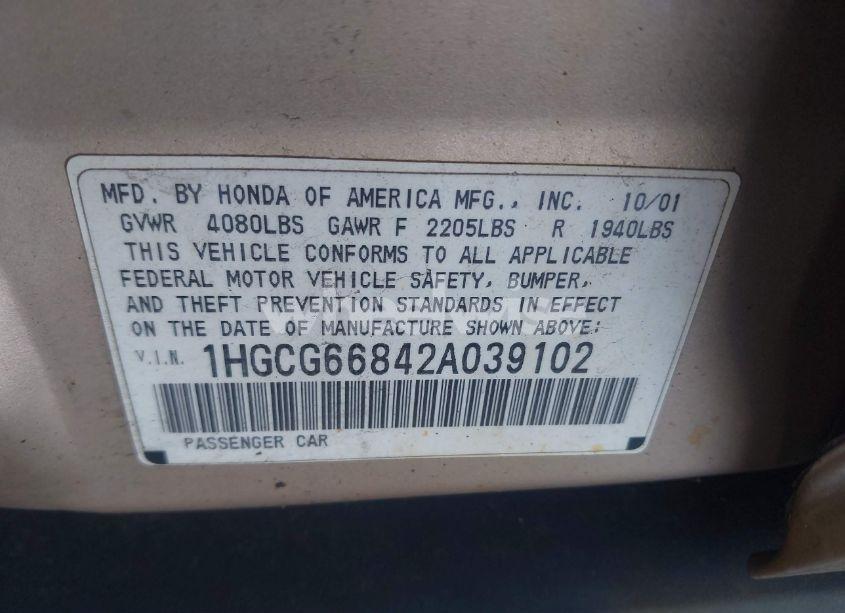 MFD. BY HONDA OF AMERICA MFG., INC. 10/01
GVWR 4080LBS GAWR F 2205LBS R 1940LBS
THIS VEHICLE CONFORMS TO ALL APPLICABLE
FEDERAL MOTOR VEHICLE SAFETY, BUMPER,
AND THEFT PREVENTION STANDARDS IN EFFECT
ON THE DATE OF MANUFACTURE SHOWN ABOVE:
V.I.N. 1HGCG66842A039102
PASSENGER CAR